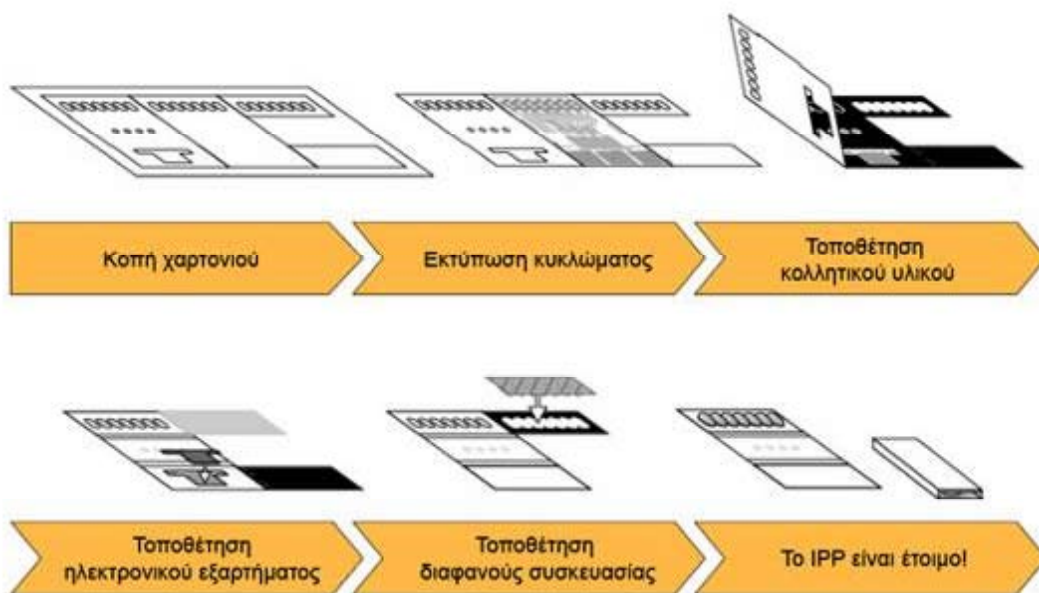 Κοπή χαρτονιού
Εκτύπωση κυκλώματος
Τοποθέτηση
κολλητικού υλικού
Τοποθέτηση
ηλεκτρονικού εξαρτήματος
Τοποθέτηση
διαφανούς συσκευασίας
Το IPP είναι έτοιμο!